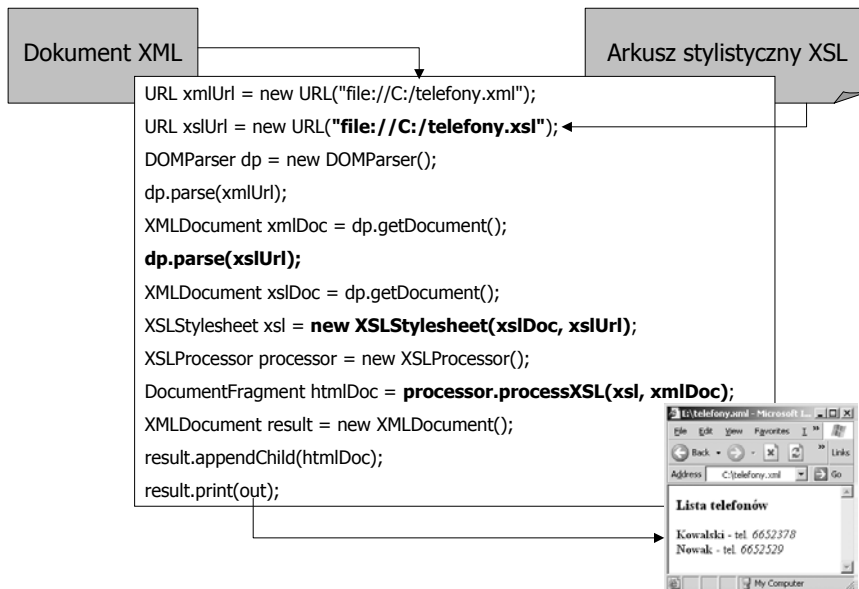 Dokument XML
Arkusz stylistyczny XSL
URL xmlUrl = new URL("file://C:/telefony.xml");
URL xslUrl = new URL("file://C:/telefony.xsl");
DOMParser dp = new DOMParser();
dp.parse(xmlUrl);
XMLDocument xmlDoc = dp.getDocument();
dp.parse(xslUrl);
XMLDocument xslDoc = dp.getDocument();
XSLStylesheet xsl = new XSLStylesheet(xslDoc, xslUrl);
XSLProcessor processor = new XSLProcessor();
DocumentFragment htmlDoc = processor.processXSL(xsl, xmlDoc);
XMLDocument result = new XMLDocument();
result.appendChild(htmlDoc);
result.print(out);
E:\telefony.xml - Microsoft I...
File Edit View Favorites I »
Back » Links
Address C:\telefony.xml Go
Lista telefonów
Kowalski - tel. 6652378
Nowak - tel. 6652529
My Computer